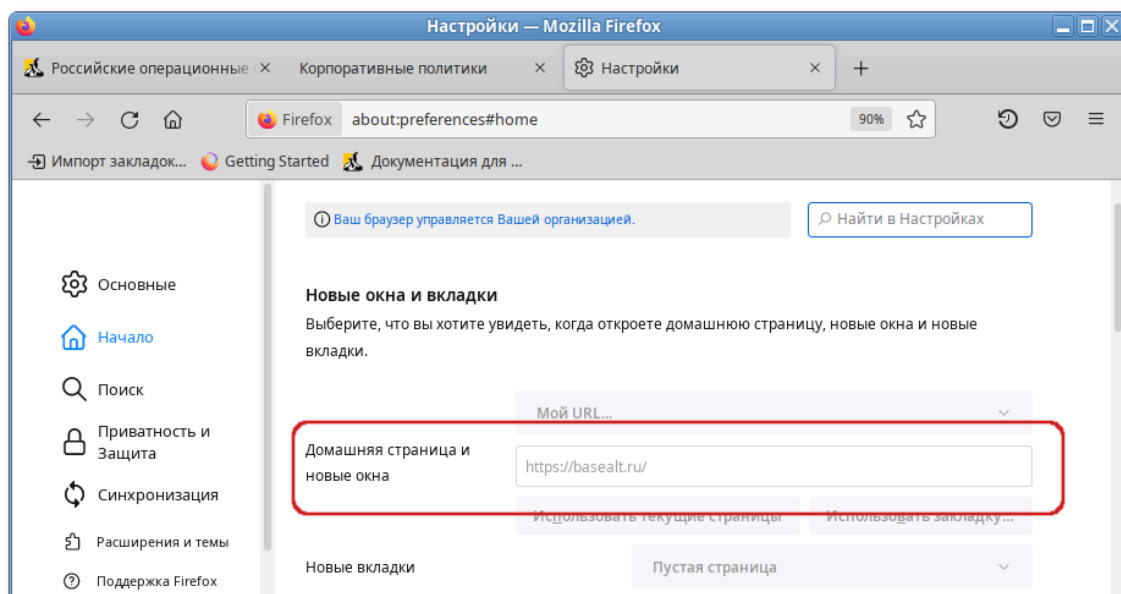 Настройки — Mozilla Firefox
Российские операционные
Корпоративные политики
Настройки
Firefox about:preferences#home 90%
Импорт закладок... Getting Started Документация для ...
Ваш браузер управляется Вашей организацией.
Найти в Настройках
Основные
Начало
Поиск
Приватность и
Защита
Синхронизация
Расширения и темы
Поддержка Firefox
Новые окна и вкладки
Выберите, что вы хотите увидеть, когда откроете домашнюю страницу, новые окна и новые
вкладки.
Мой URL...
Домашняя страница и
новые окна
https://basealt.ru/
Использовать текущие страницы
Использовать закладку...
Новые вкладки
Пустая страница